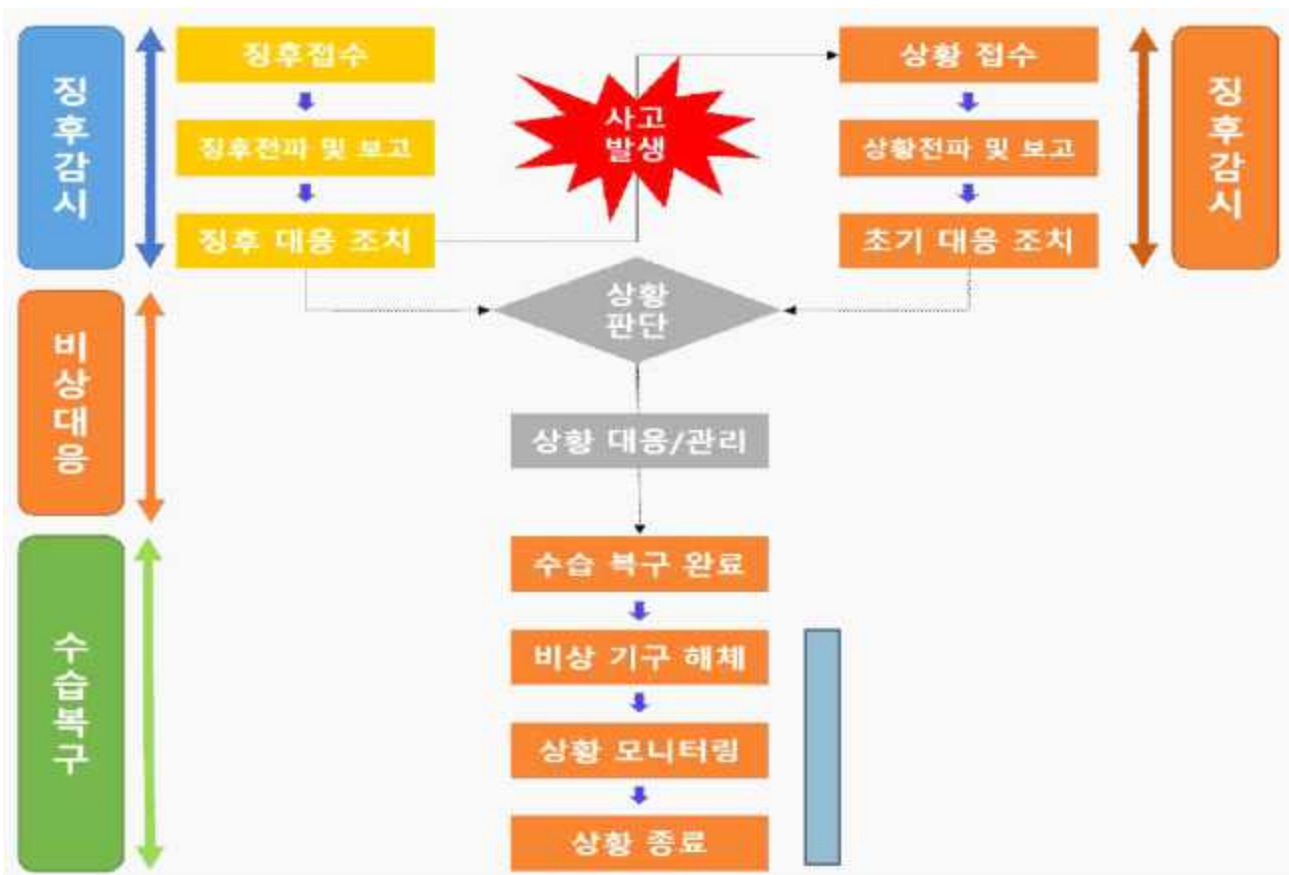 징후감시
징후접수
징후전파 및 보고
징후 대응 조치
사고
발생
상황 접수
상황전파 및 보고
초기 대응 조치
징후감시
비상대응
상황
판단
상황 대응/관리
수습복구
수습 복구 완료
비상 기구 해체
상황 모니터링
상황 종료